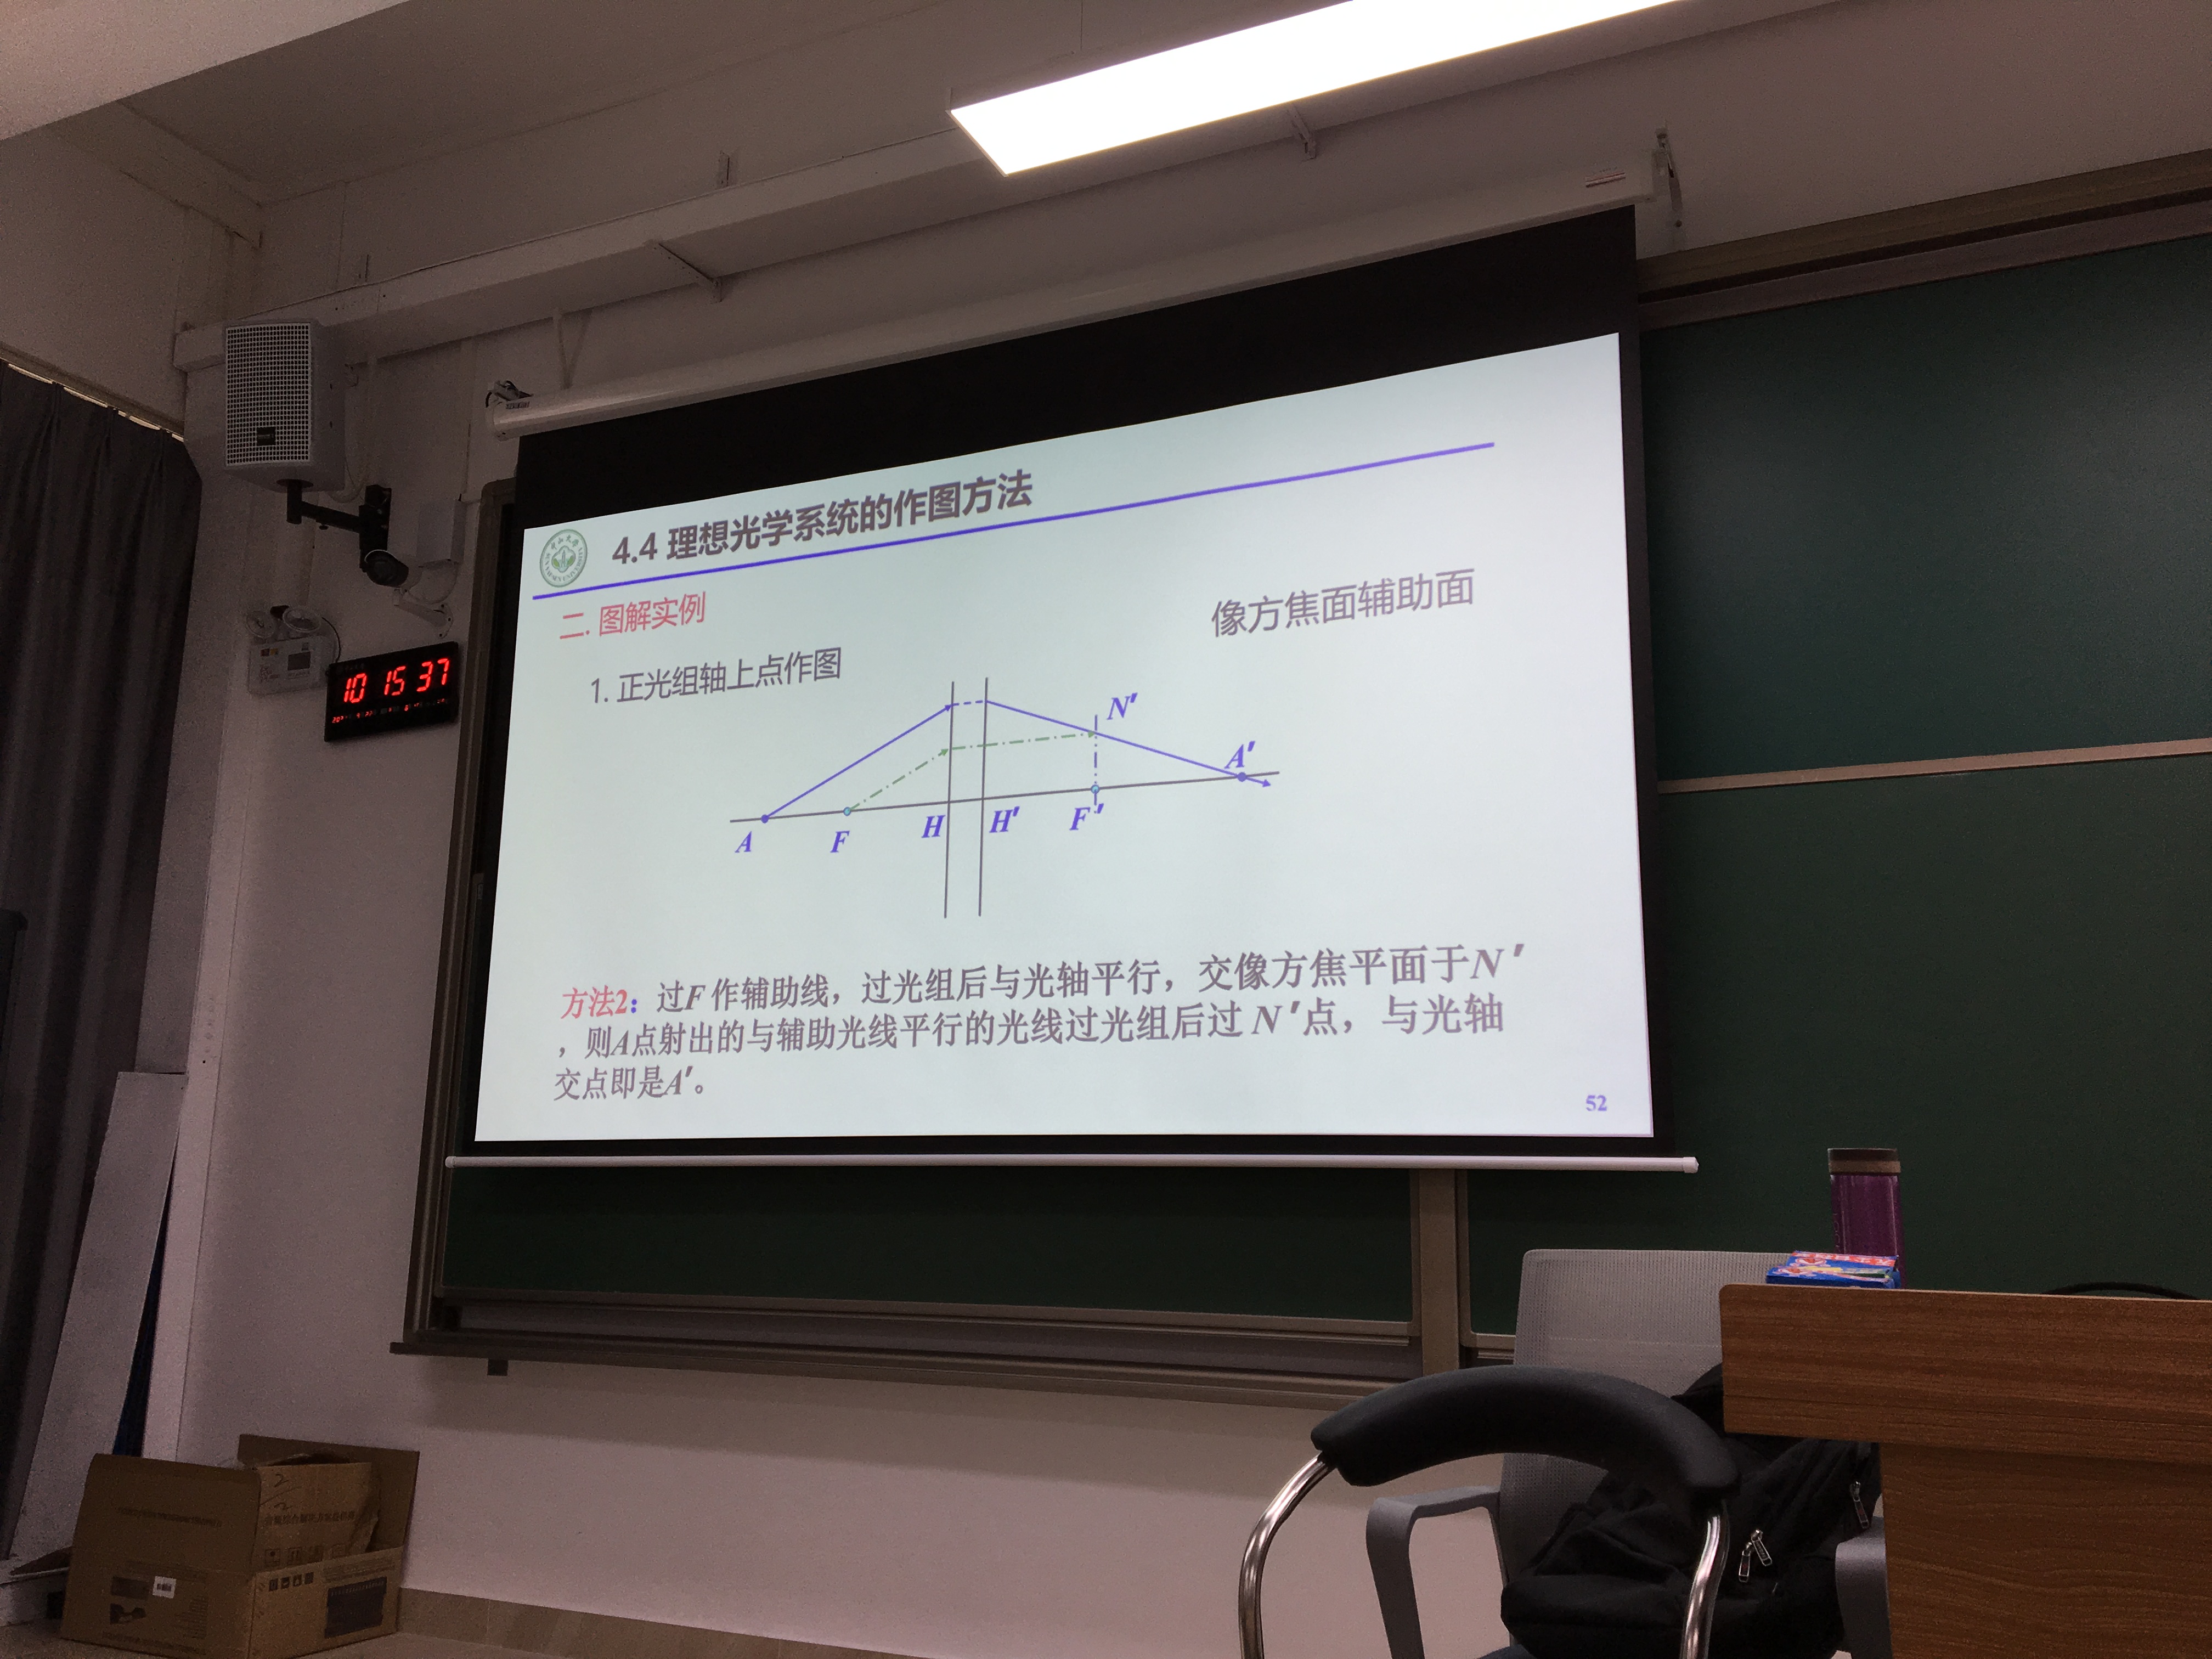 4.4 理想光学系统的作图方法
二. 图解实例
像方焦面辅助面
1. 正光组轴上点作图
N′
A′
A
F
H
H′
F′
方法2：过F 作辅助线，过光组后与光轴平行，交像方焦平面于N′
，则A点射出的与辅助光线平行的光线过光组后过 N′点，与光轴
交点即是A′。
52
10 15 37